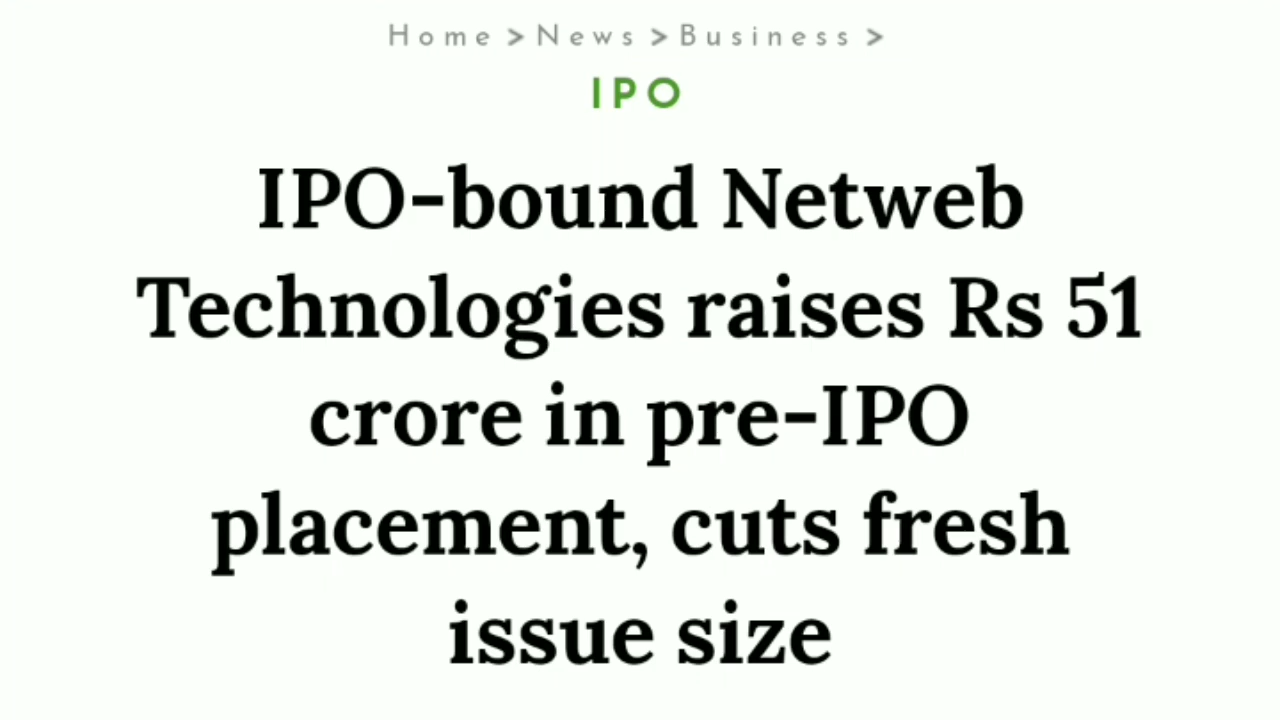 Home > News > Business >
IPO
IPO-bound Netweb
Technologies raises Rs 51
crore in pre-IPO
placement, cuts fresh
issue size